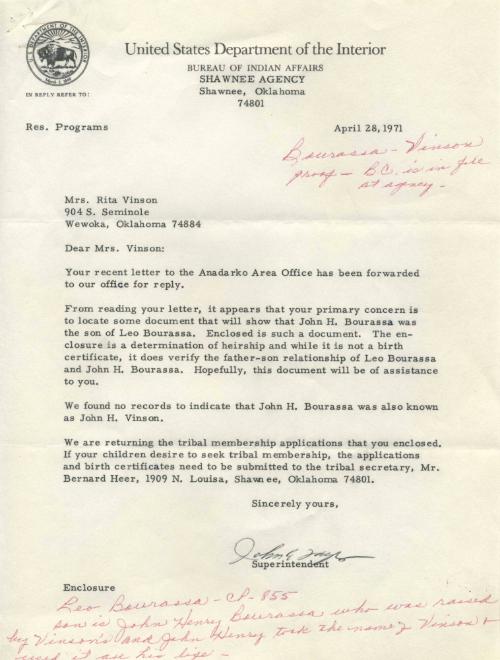 U.S. DEPARTMENT OF THE INTERIOR
March 3, 1849
United States Department of the Interior
BUREAU OF INDIAN AFFAIRS
SHAWNEE AGENCY
Shawnee, Oklahoma
74801
IN REPLY REFER TO:
Res. Programs
April 28, 1971
Bourassa - Vinson
proof - B.C. is in file
at agency -
Mrs. Rita Vinson
904 S. Seminole
Wewoka, Oklahoma 74884
Dear Mrs. Vinson:
Your recent letter to the Anadarko Area Office has been forwarded
to our office for reply.
From reading your letter, it appears that your primary concern is
to locate some document that will show that John H. Bourassa was
the son of Leo Bourassa. Enclosed is such a document. The en-
closure is a determination of heirship and while it is not a birth
certificate, it does verify the father-son relationship of Leo Bourassa
and John H. Bourassa. Hopefully, this document will be of assistance
to you.
We found no records to indicate that John H. Bourassa was also known
as John H. Vinson.
We are returning the tribal membership applications that you enclosed.
If your children desire to seek tribal membership, the applications
and birth certificates need to be submitted to the tribal secretary, Mr.
Bernard Heer, 1909 N. Louisa, Shawnee, Oklahoma 74801.
Sincerely yours,
Superintendent
Enclosure
Leo Bourassa - CP-855
son is John Henry Bourassa who was raised
by Vinson's and John Henry took the name of Vinson &
used it all his life -